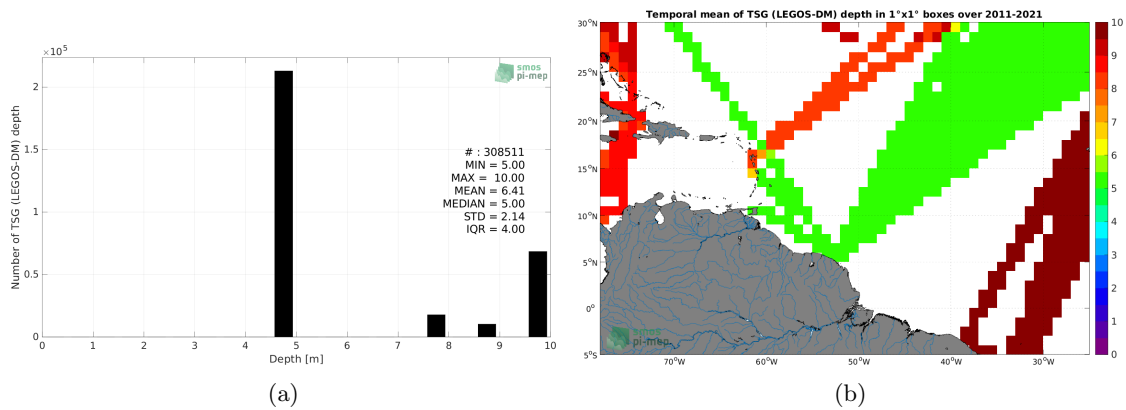 ×10⁵
smos
pi-mep
2
1.5
1
0.5
0
Number of TSG (LEGOS-DM) depth
# : 308511
MIN = 5.00
MAX = 10.00
MEAN = 6.41
MEDIAN = 5.00
STD = 2.14
IQR = 4.00
0 1 2 3 4 5 6 7 8 9 10
Depth [m]
(a)
Temporal mean of TSG (LEGOS-DM) depth in 1°x1° boxes over 2011-2021
30°N
25°N
20°N
15°N
10°N
5°N
0°
5°S
70°W 60°W 50°W 40°W 30°W
smos
pi-mep
10
9
8
7
6
5
4
3
2
1
0
(b)